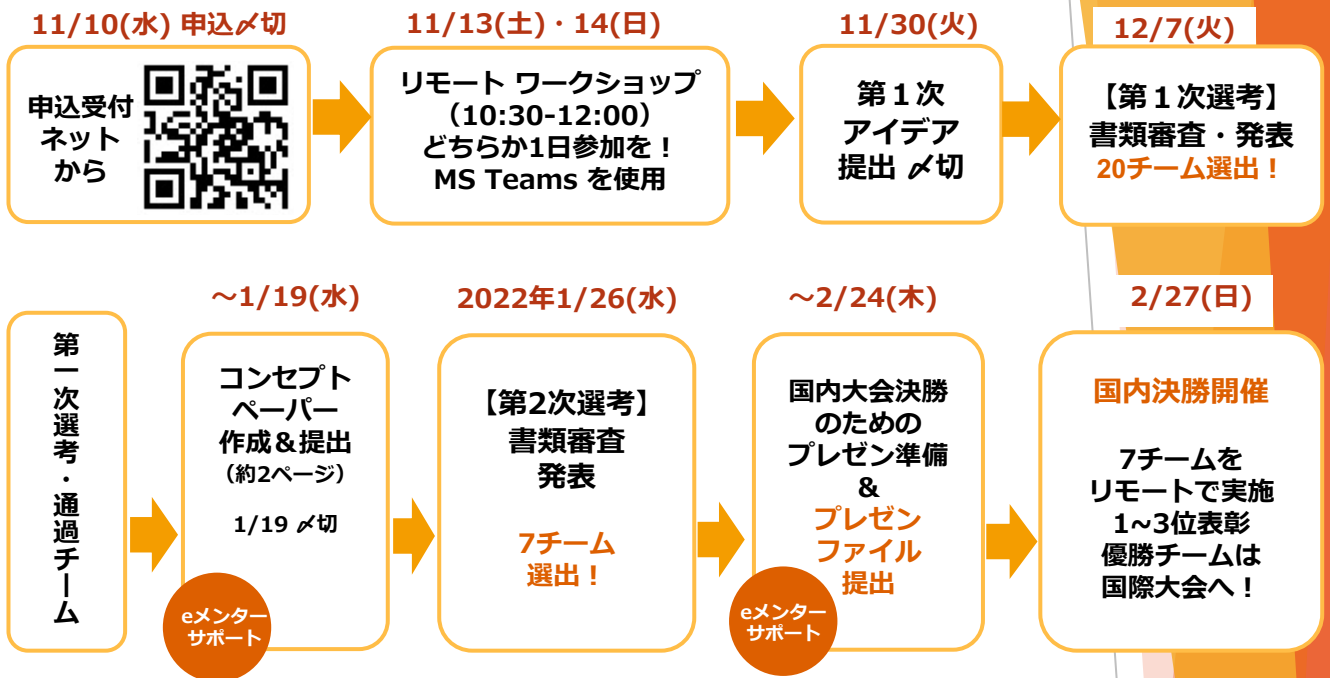 11/10(水) 申込〆切
申込受付
ネット
から
11/13(土)・14(日)
リモート ワークショップ
（10:30-12:00）
どちらか1日参加を！
MS Teams を使用
11/30(火)
第１次
アイデア
提出 〆切
12/7(火)
【第１次選考】
書類審査・発表
20チーム選出！
第一次選考・通過チーム
～1/19(水)
コンセプト
ペーパー
作成＆提出
（約2ページ）
1/19 〆切
eメンター
サポート
2022年1/26(水)
【第2次選考】
書類審査
発表
7チーム
選出！
～2/24(木)
国内大会決勝
のための
プレゼン準備
&
プレゼン
ファイル
提出
eメンター
サポート
2/27(日)
国内決勝開催
7チームを
リモートで実施
1~3位表彰
優勝チームは
国際大会へ！